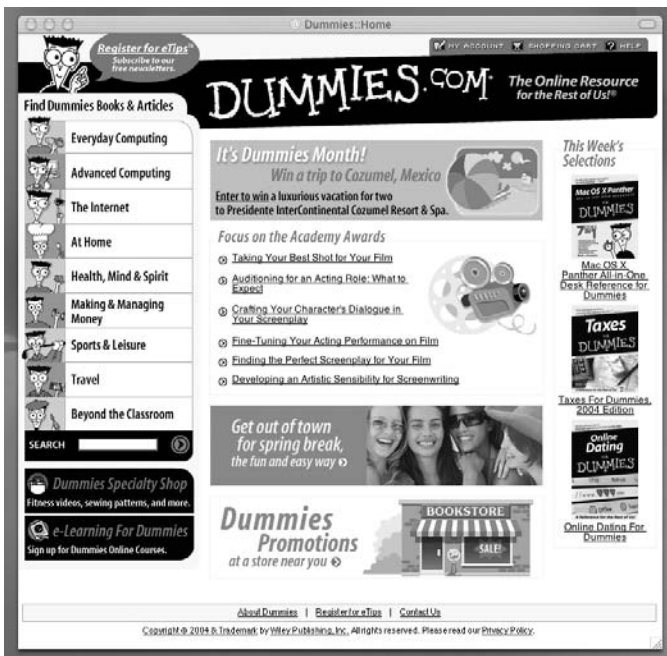 Dummies::Home
Register for eTips
Subscribe to our
free newsletters.
MY ACCOUNT SHOPPING CART ? HELP
DUMMIES.COM
The Online Resource
for the Rest of Us!®
Find Dummies Books & Articles
Everyday Computing
Advanced Computing
The Internet
At Home
Health, Mind & Spirit
Making & Managing
Money
Sports & Leisure
Travel
Beyond the Classroom
SEARCH
Dummies Specialty Shop
Fitness videos, sewing patterns, and more.
e-Learning For Dummies
Sign up for Dummies Online Courses.
It's Dummies Month!
Win a trip to Cozumel, Mexico
Enter to win a luxurious vacation for two
to Presidente InterContinental Cozumel Resort & Spa.
Focus on the Academy Awards
Taking Your Best Shot for Your Film
Auditioning for an Acting Role: What to
Expect
Crafting Your Character's Dialogue in
Your Screenplay
Fine-Tuning Your Acting Performance on Film
Finding the Perfect Screenplay for Your Film
Developing an Artistic Sensibility for Screenwriting
Get out of town
for spring break,
the fun and easy way
Dummies
Promotions
at a store near you
BOOKSTORE
SALE!
This Week's
Selections
Mac OS X Panther
DUMMIES
Mac OS X
Panther All-in-One
Desk Reference for
Dummies
Taxes
FOR
DUMMIES
Taxes For Dummies,
2004 Edition
Online
Dating
DUMMIES
Online Dating For
Dummies
About Dummies | Register for eTips | Contact Us
Copyright © 2004 & Trademark by Wiley Publishing, Inc. All rights reserved. Please read our Privacy Policy.